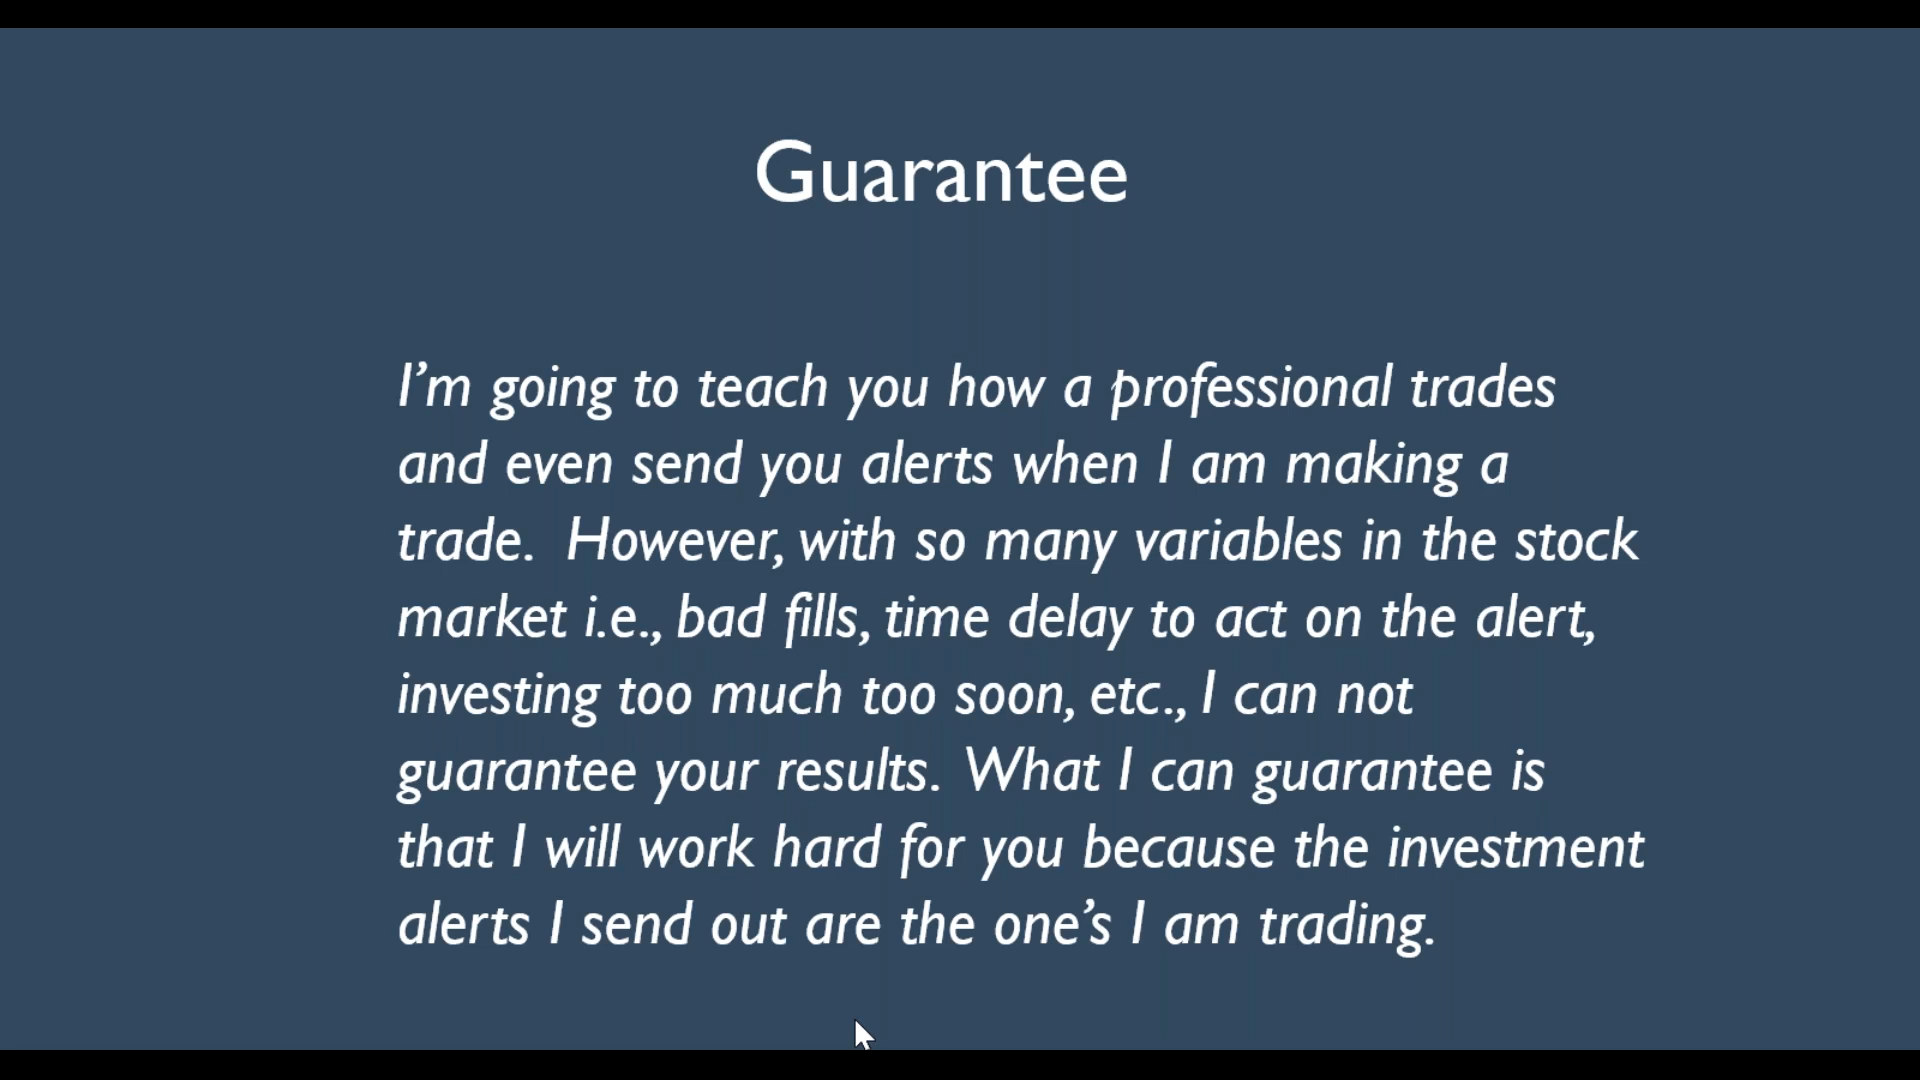 Guarantee
I’m going to teach you how a professional trades
and even send you alerts when I am making a
trade.  However, with so many variables in the stock
market i.e., bad fills, time delay to act on the alert,
investing too much too soon, etc., I can not
guarantee your results.  What I can guarantee is
that I will work hard for you because the investment
alerts I send out are the one’s I am trading.